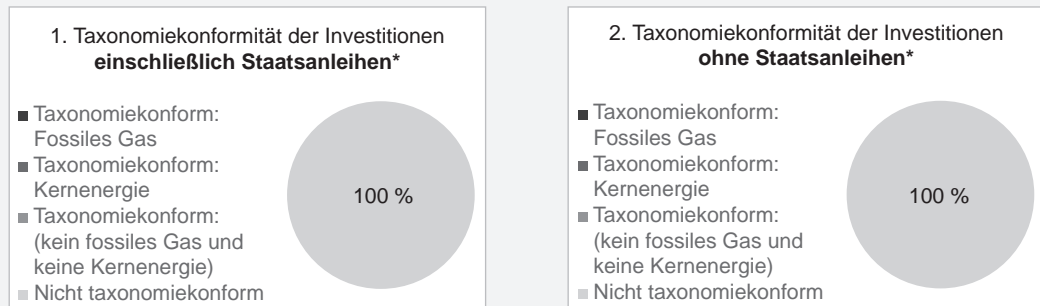 1. Taxonomiekonformität der Investitionen
einschließlich Staatsanleihen*
Taxonomiekonform:
Fossiles Gas
Taxonomiekonform:
Kernenergie
Taxonomiekonform:
(kein fossiles Gas und
keine Kernenergie)
Nicht taxonomiekonform
100 %
2. Taxonomiekonformität der Investitionen
ohne Staatsanleihen*
Taxonomiekonform:
Fossiles Gas
Taxonomiekonform:
Kernenergie
Taxonomiekonform:
(kein fossiles Gas und
keine Kernenergie)
Nicht taxonomiekonform
100 %